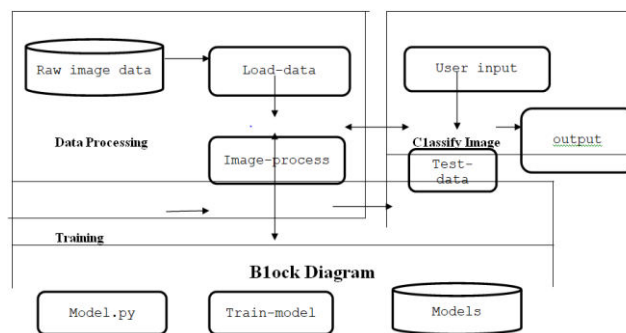 Raw image data
Load-data
User input
Data Processing
Classify Image
output
Image-process
Test-
data
Training
B1ock Diagram
Model.py
Train-model
Models